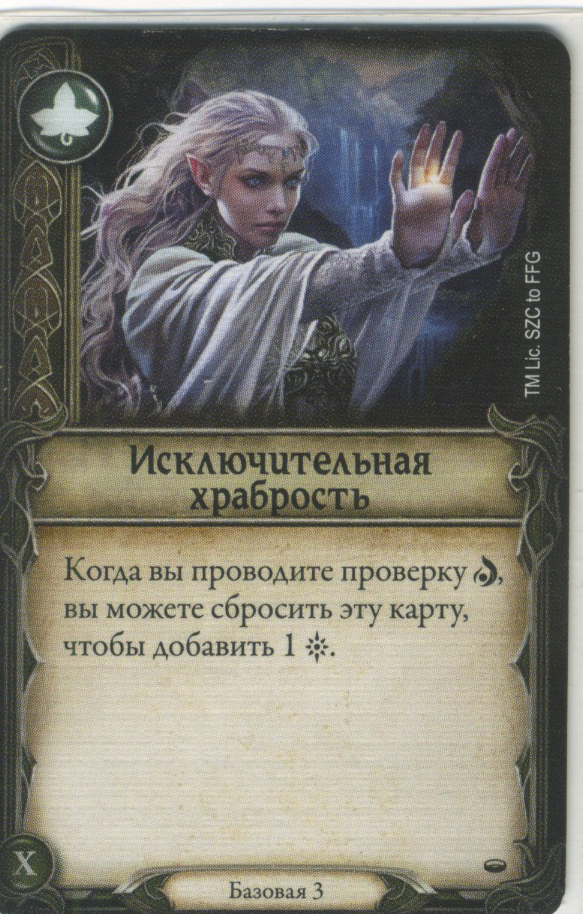 TM Lic. SZC to FFG
Исключительная
храбрость
Когда вы проводите проверку ,
вы можете сбросить эту карту,
чтобы добавить 1 .
X
Базовая 3